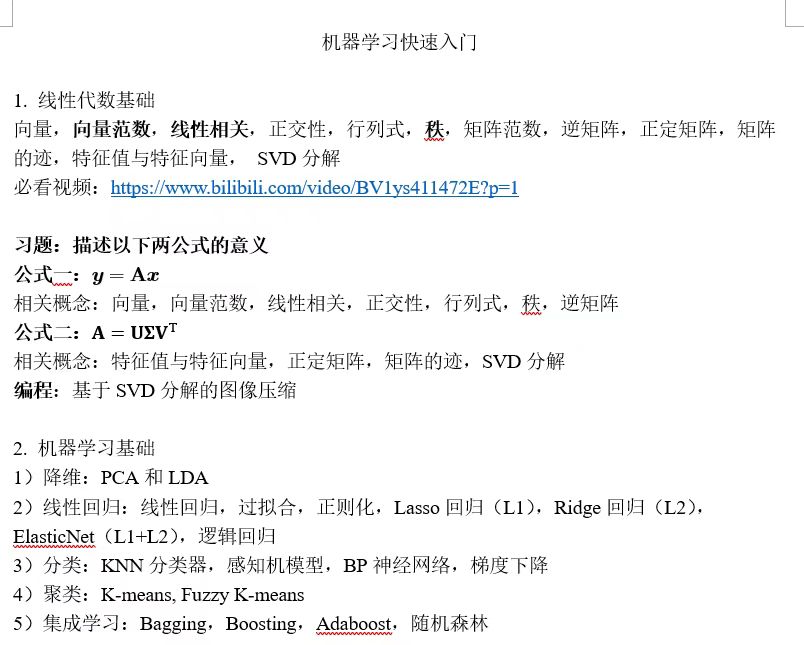 机器学习快速入门
1. 线性代数基础
向量，向量范数，线性相关，正交性，行列式，秩，矩阵范数，逆矩阵，正定矩阵，矩阵
的迹，特征值与特征向量， SVD 分解
必看视频：https://www.bilibili.com/video/BV1ys411472E?p=1
习题：描述以下两公式的意义
公式一：y = Ax
相关概念：向量，向量范数，线性相关，正交性，行列式，秩，逆矩阵
公式二：A = UΣVᵀ
相关概念：特征值与特征向量，正定矩阵，矩阵的迹，SVD 分解
编程：基于 SVD 分解的图像压缩
2. 机器学习基础
1）降维：PCA 和 LDA
2）线性回归：线性回归，过拟合，正则化，Lasso 回归（L1），Ridge 回归（L2），
ElasticNet（L1+L2），逻辑回归
3）分类：KNN 分类器，感知机模型，BP 神经网络，梯度下降
4）聚类：K-means, Fuzzy K-means
5）集成学习：Bagging，Boosting，Adaboost，随机森林